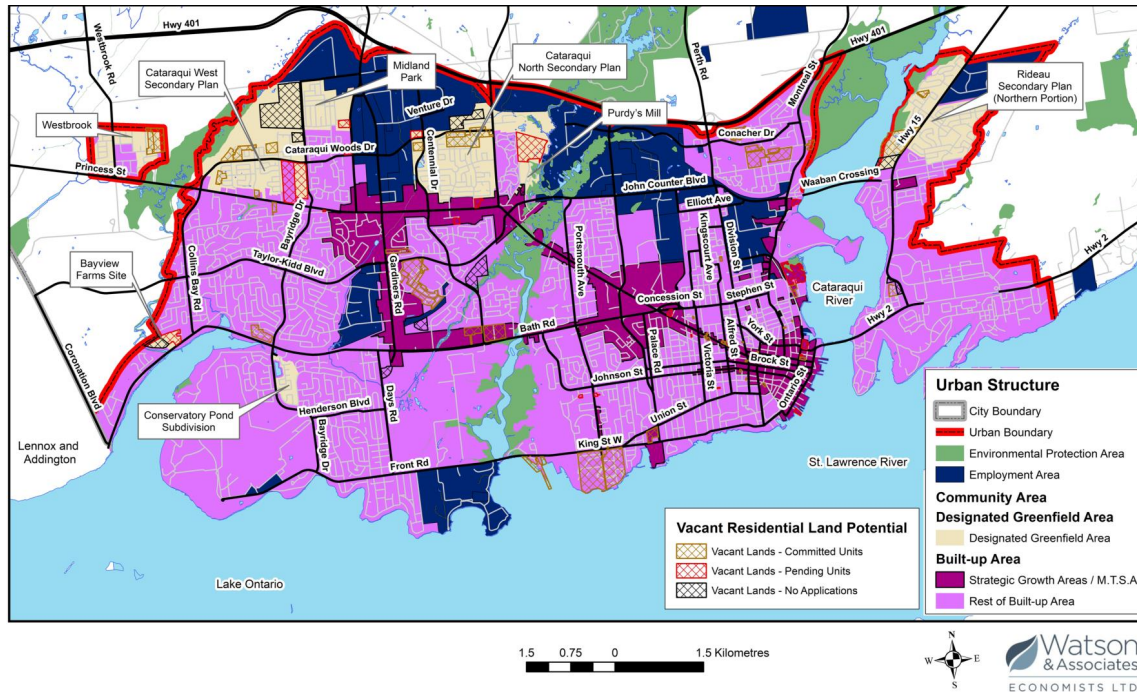 Hwy 401
Westbrook Rd
Cataraqui West
Secondary Plan
Midland
Park
Cataraqui
North Secondary Plan
Perth Rd
Hwy 401
Montreal St
Rideau
Secondary Plan
(Northern Portion)
Westbrook
Venture Dr
Purdy's Mill
Conacher Dr
Hwy 15
Princess St
Cataraqui Woods Dr
Centennial Dr
John Counter Blvd
Waaban Crossing
Elliott Ave
Bayridge Dr
Portsmouth Ave
Kingscourt Ave
Division St
Hwy 2
Bayview
Farms Site
Collins Bay Rd
Taylor-Kidd Blvd
Gardiners Rd
Concession St
Stephen St
Cataraqui
River
Hwy 2
Bath Rd
Palace Rd
Victoria St
Alfred St
York St
Brock St
Coronation Blvd
Johnson St
Ontario St
Conservatory Pond
Subdivision
Henderson Blvd
Days Rd
Union St
Bayridge Dr
King St W
Front Rd
Lennox and
Addington
St. Lawrence River
Lake Ontario
Vacant Residential Land Potential
Vacant Lands - Committed Units
Vacant Lands - Pending Units
Vacant Lands - No Applications
Urban Structure
City Boundary
Urban Boundary
Environmental Protection Area
Employment Area
Community Area
Designated Greenfield Area
Designated Greenfield Area
Built-up Area
Strategic Growth Areas / M.T.S.A
Rest of Built-up Area
1.5 0.75 0 1.5 Kilometres
N
W E
S
Watson
& Associates
ECONOMISTS LTD